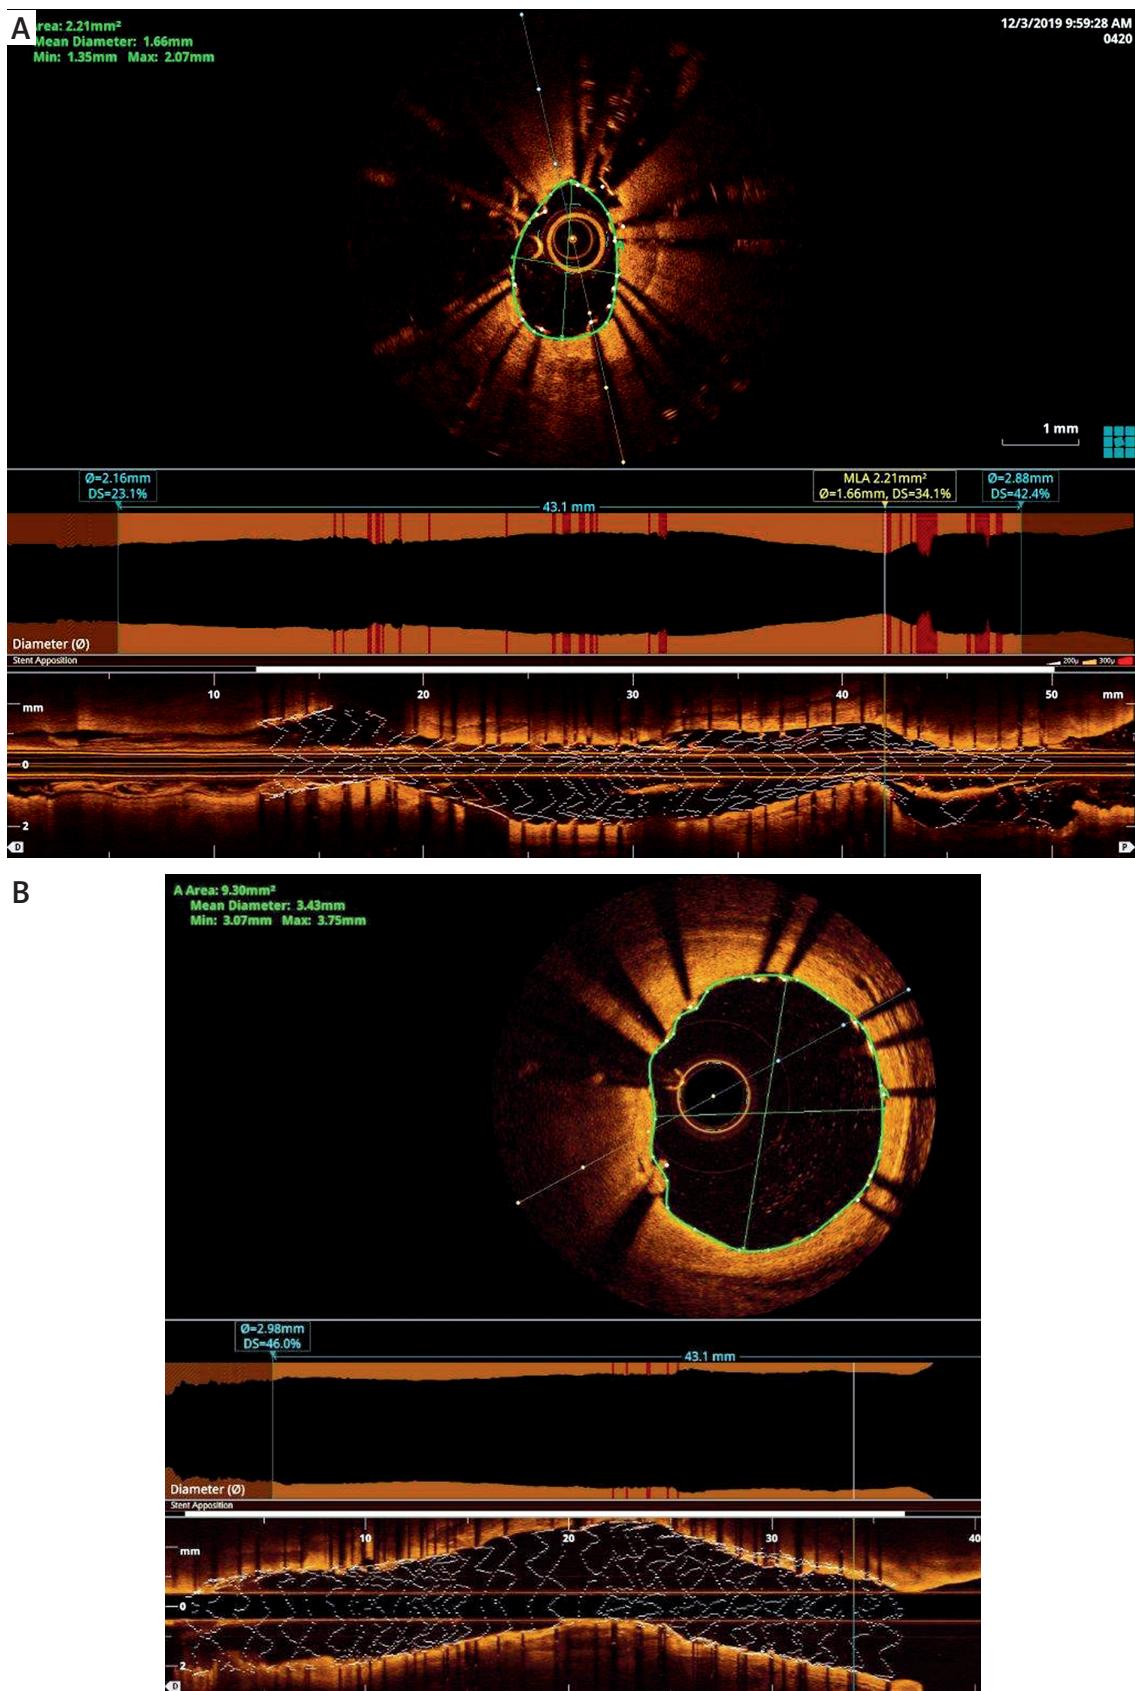 A
Area: 2.21mm²
Mean Diameter: 1.66mm
Min: 1.35mm Max: 2.07mm
12/3/2019 9:59:28 AM
0420
1 mm
Ø=2.16mm
DS=23.1%
MLA 2.21mm²
Ø=1.66mm, DS=34.1%
Ø=2.88mm
DS=42.4%
43.1 mm
Diameter (Ø)
Stent Apposition
200µ 300µ
10 20 30 40 50 mm
mm
0
2
D P
B
A Area: 9.30mm²
Mean Diameter: 3.43mm
Min: 3.07mm Max: 3.75mm
Ø=2.98mm
DS=46.0%
43.1 mm
Diameter (Ø)
Stent Apposition
10 20 30 40
mm
0
2
D